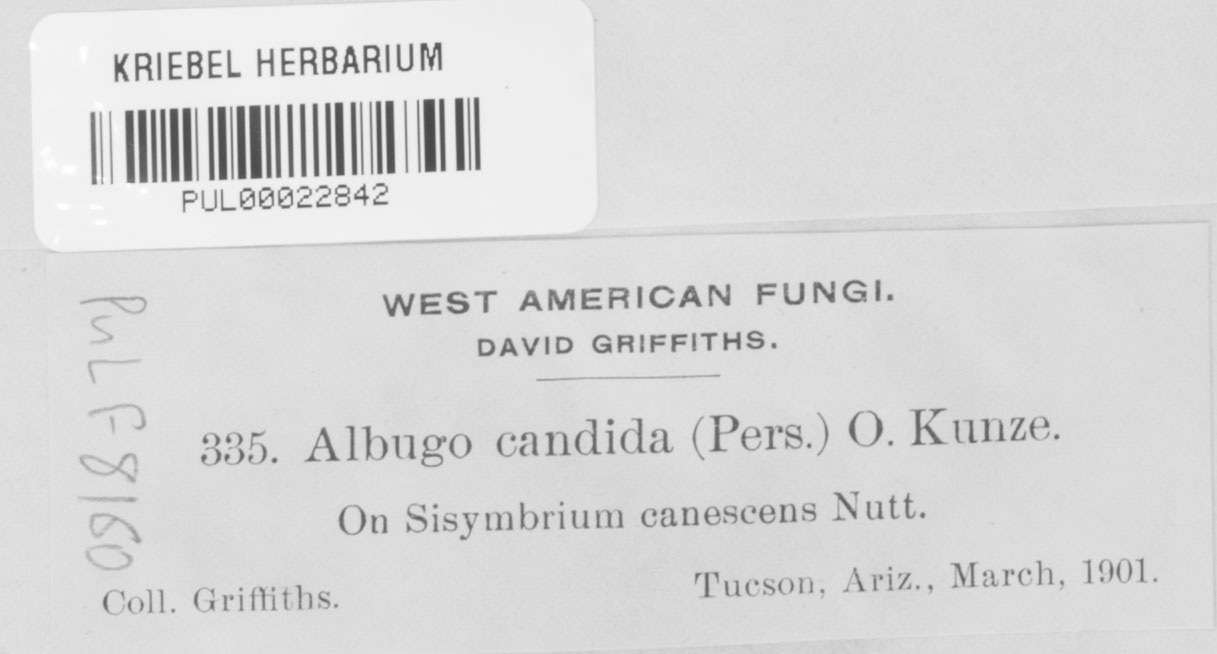 KRIEBEL HERBARIUM
PUL00022842
PUL F 8160
WEST AMERICAN FUNGI.
DAVID GRIFFITHS.
335. Albugo candida (Pers.) O. Kunze.
On Sisymbrium canescens Nutt.
Coll. Griffiths.
Tucson, Ariz., March, 1901.